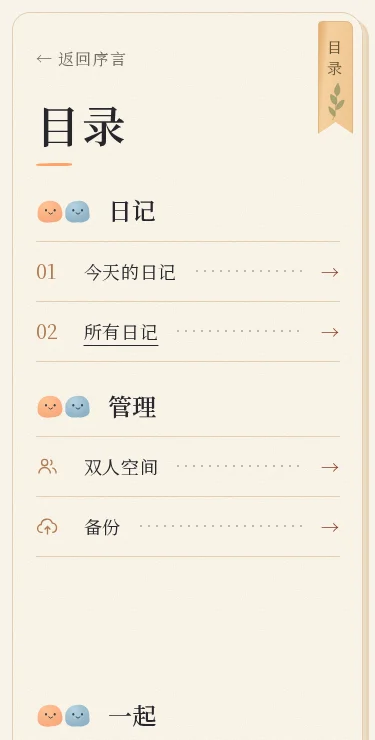 ← 返回序言
目
录
目录
日记
01 今天的日记 →
02 所有日记 →
管理
双人空间 →
备份 →
一起